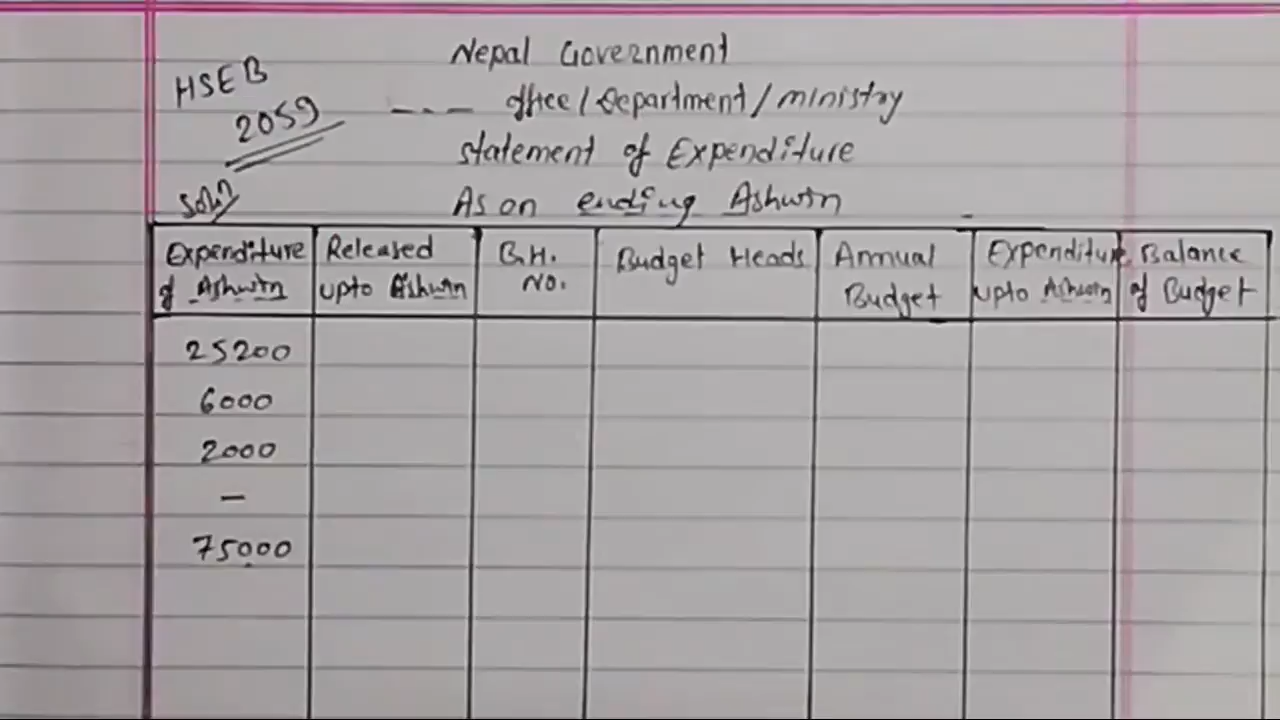 Nepal Government
HSEB
--- office/Department/ministry
2059
statement of Expenditure
Soln
As on ending Ashwin
Expenditure of Ashwin
Released upto Ashwin
B.H. No.
Budget Heads
Annual Budget
Expenditure upto Ashwin
Balance of Budget
25200
6000
2000
—
75000